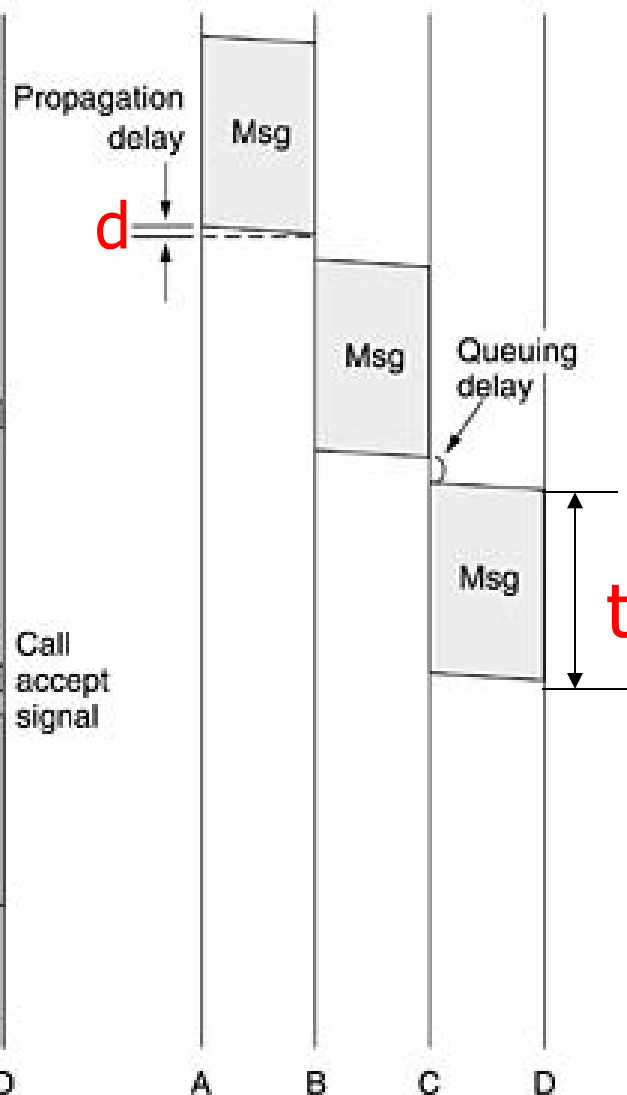 Propagation
delay
Msg
d
Msg
Queuing
delay
Msg
t
Call
accept
signal
D
A
B
C
D